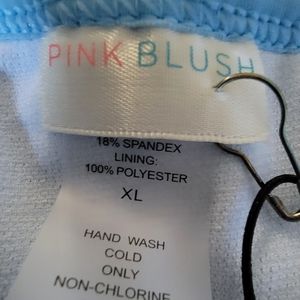 PINK BLUSH
18% SPANDEX
LINING:
100% POLYESTER
XL
HAND WASH
COLD
ONLY
NON-CHLORINE